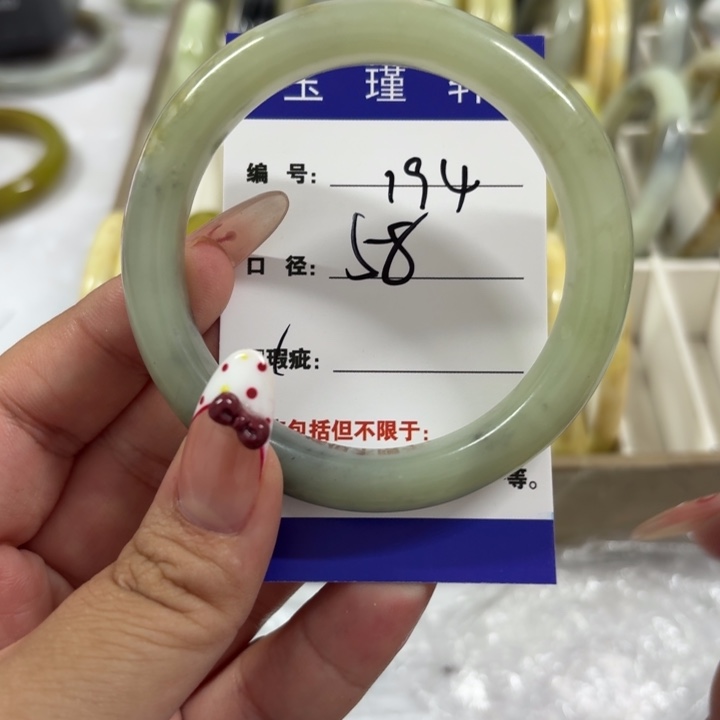 玉瑾轩
编号：194
口径：58
瑕疵：
包括但不限于：
等。